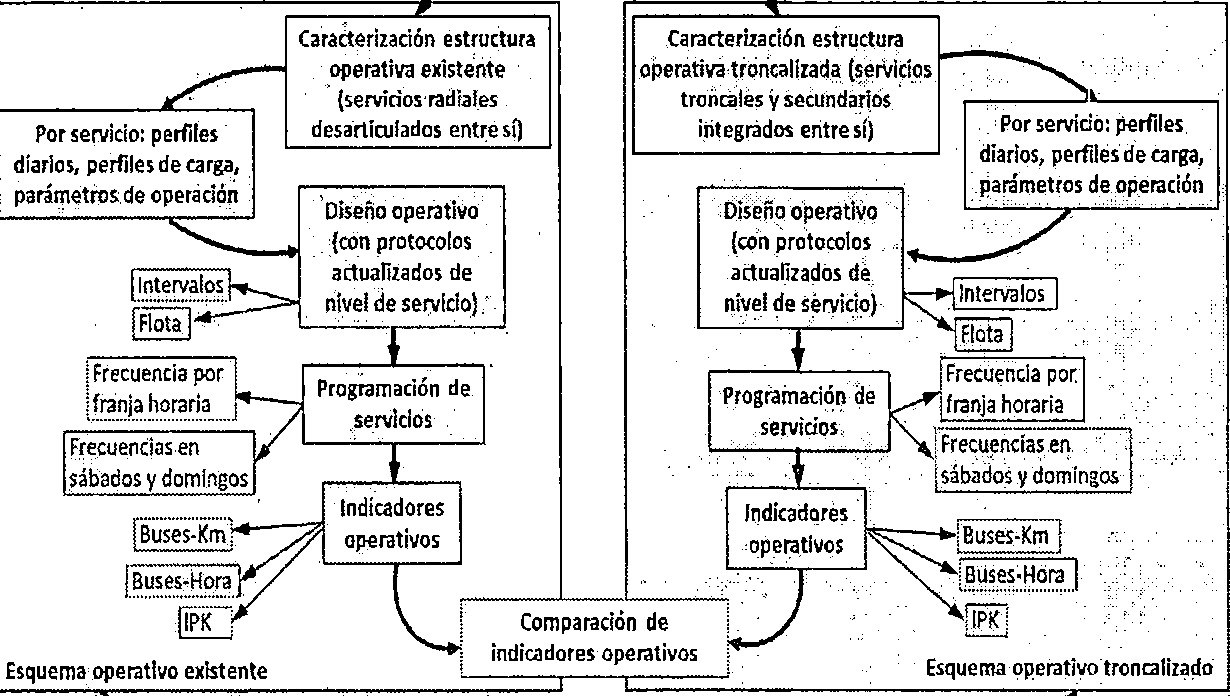 Caracterización estructura
operativa existente
(servicios radiales
desarticulados entre sí)
Por servicio: perfiles
diarios, perfiles de carga,
parámetros de operación
Diseño operativo
(con protocolos
actualizados de
nivel de servicio)
Intervalos
Flota
Programación de
servicios
Frecuencia por
franja horaria
Frecuencias en
sábados y domingos
Indicadores
operativos
Buses-Km
Buses-Hora
IPK
Esquema operativo existente
Caracterización estructura
operativa troncalizada (servicios
troncales y secundarios
integrados entre sí)
Por servicio: perfiles
diarios, perfiles de carga,
parámetros de operación
Diseño operativo
(con protocolos
actualizados de
nivel de servicio)
Intervalos
Flota
Programación de
servicios
Frecuencia por
franja horaria
Frecuencias en
sábados y domingos
Indicadores
operativos
Buses-Km
Buses-Hora
IPK
Comparación de
indicadores operativos
Esquema operativo troncalizado